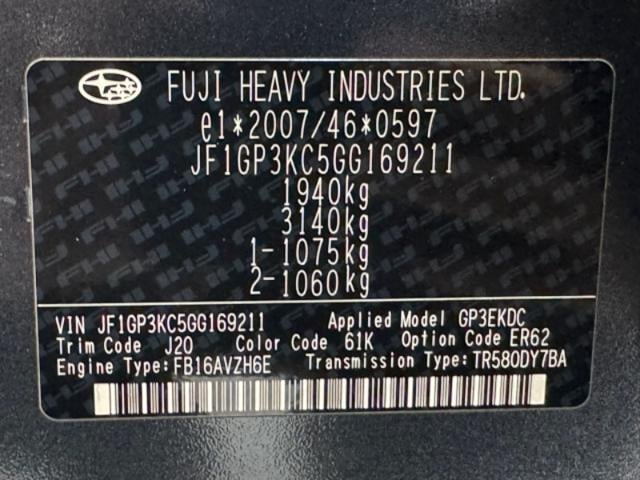 FUJI HEAVY INDUSTRIES LTD.
e1*2007/46*0597
JF1GP3KC5GG169211
1940kg
3140kg
1-1075kg
2-1060kg
VIN JF1GP3KC5GG169211 Applied Model GP3EKDC
Trim Code J20 Color Code 61K Option Code ER62
Engine Type:FB16AVZH6E Transmission Type:TR580DY7BA